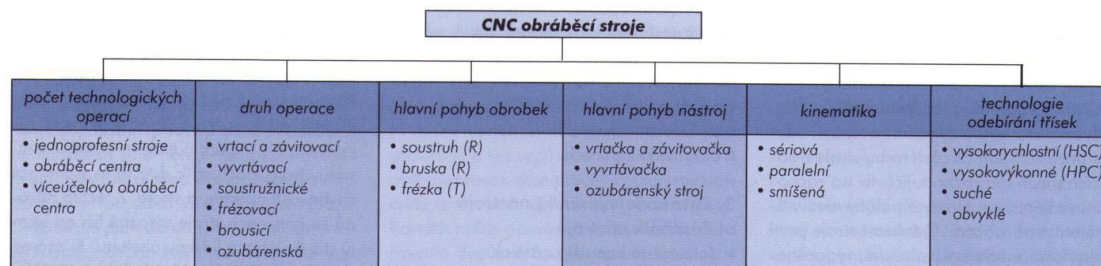 CNC obráběcí stroje
počet technologických
operací
• jednoprofesní stroje
• obráběcí centra
• víceúčelová obráběcí
centra
druh operace
• vrtací a závitovací
• vyvrtávací
• soustružnické
• frézovací
• brousicí
• ozubárenská
hlavní pohyb obrobek
• soustruh (R)
• bruska (R)
• frézka (T)
hlavní pohyb nástroj
• vrtačka a závitovačka
• vyvrtávačka
• ozubárenský stroj
kinematika
• sériová
• paralelní
• smíšená
technologie
odebírání třísek
• vysokorychlostní (HSC)
• vysokovýkonné (HPC)
• suché
• obvyklé